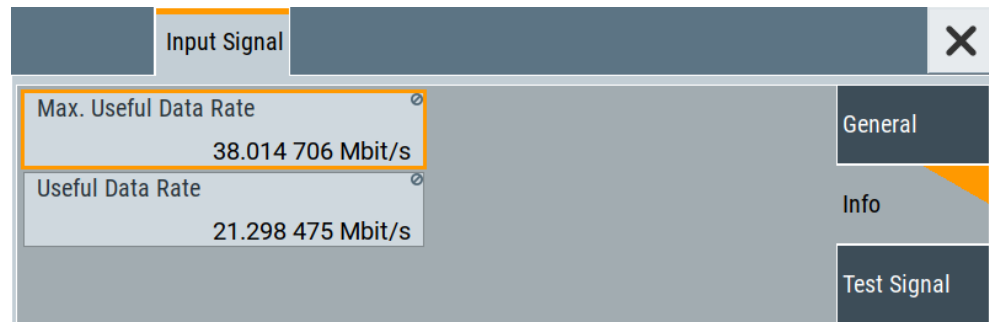 Input Signal
Max. Useful Data Rate
38.014 706 Mbit/s
Useful Data Rate
21.298 475 Mbit/s
General
Info
Test Signal